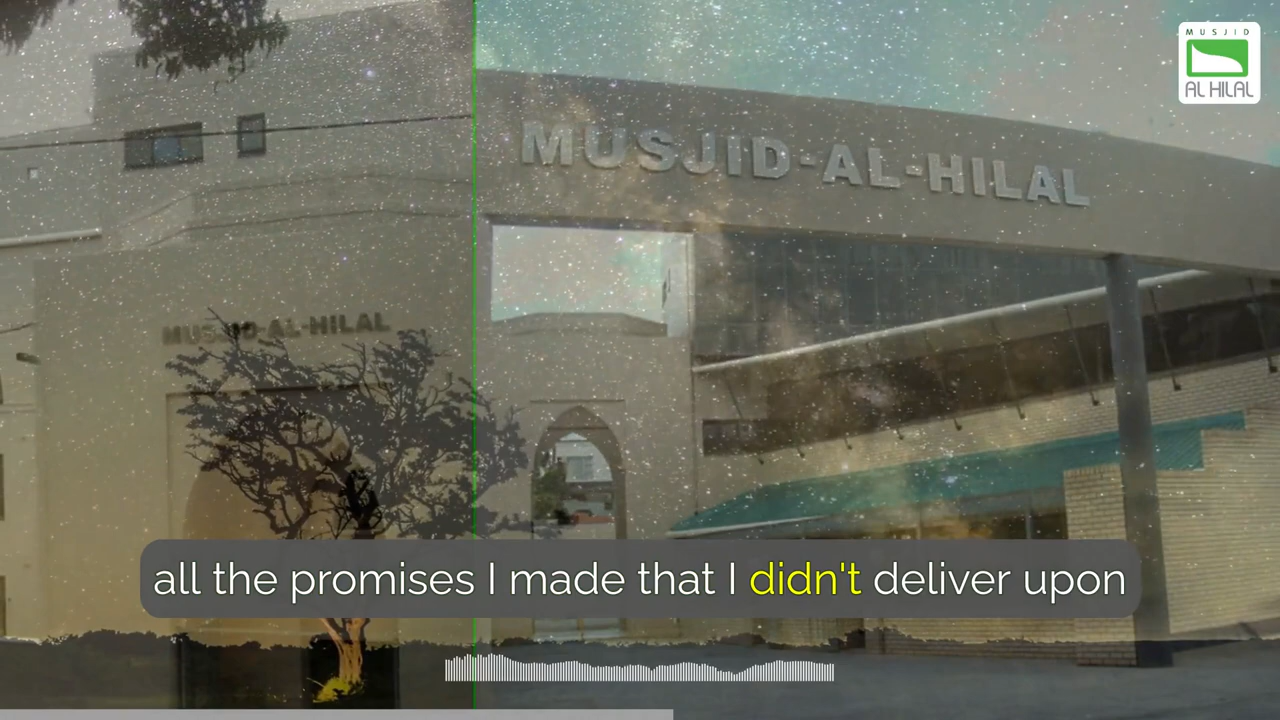 MUSJID
AL HILAL
MUSJID-AL-HILAL
MUSJID-AL-HILAL
all the promises I made that I didn't deliver upon